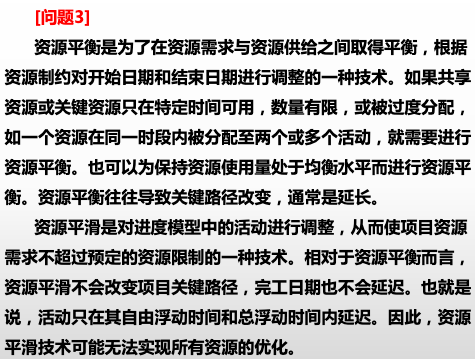 [问题3]
资源平衡是为了在资源需求与资源供给之间取得平衡，根据
资源制约对开始日期和结束日期进行调整的一种技术。如果共享
资源或关键资源只在特定时间可用，数量有限，或被过度分配，
如一个资源在同一时段内被分配至两个或多个活动，就需要进行
资源平衡。也可以为保持资源使用量处于均衡水平而进行资源平
衡。资源平衡往往导致关键路径改变，通常是延长。
资源平滑是对进度模型中的活动进行调整，从而使项目资源
需求不超过预定的资源限制的一种技术。相对于资源平衡而言，
资源平滑不会改变项目关键路径，完工日期也不会延迟。也就是
说，活动只在其自由浮动时间和总浮动时间内延迟。因此，资源
平滑技术可能无法实现所有资源的优化。